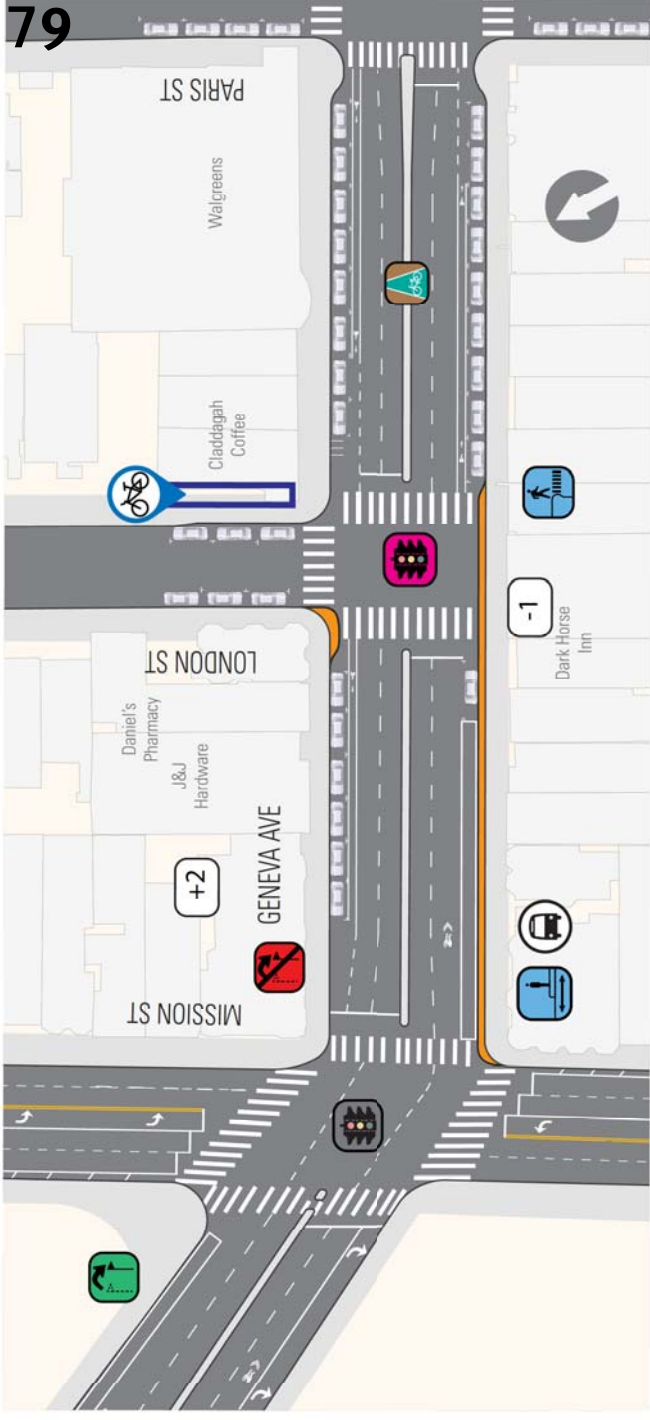 79
PARIS ST
Walgreens
Claddagah
Coffee
LONDON ST
Daniel's
Pharmacy
J&J
Hardware
-1
Dark Horse
Inn
+2
GENEVA AVE
MISSION ST